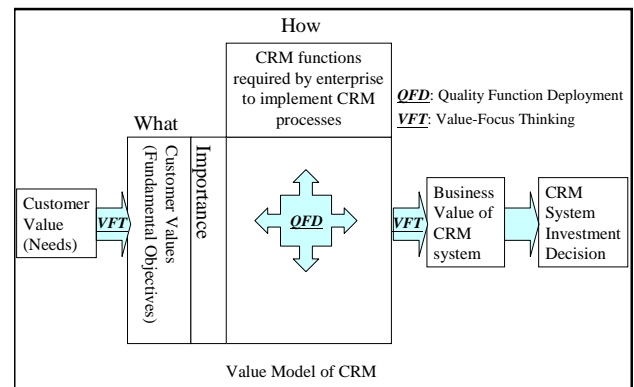 How
CRM functions
required by enterprise
to implement CRM
processes
QFD: Quality Function Deployment
VFT: Value-Focus Thinking
What
Customer Values
(Fundamental Objectives)
Importance
Customer
Value
(Needs)
VFT
QFD
VFT
Business
Value of
CRM
system
CRM
System
Investment
Decision
Value Model of CRM